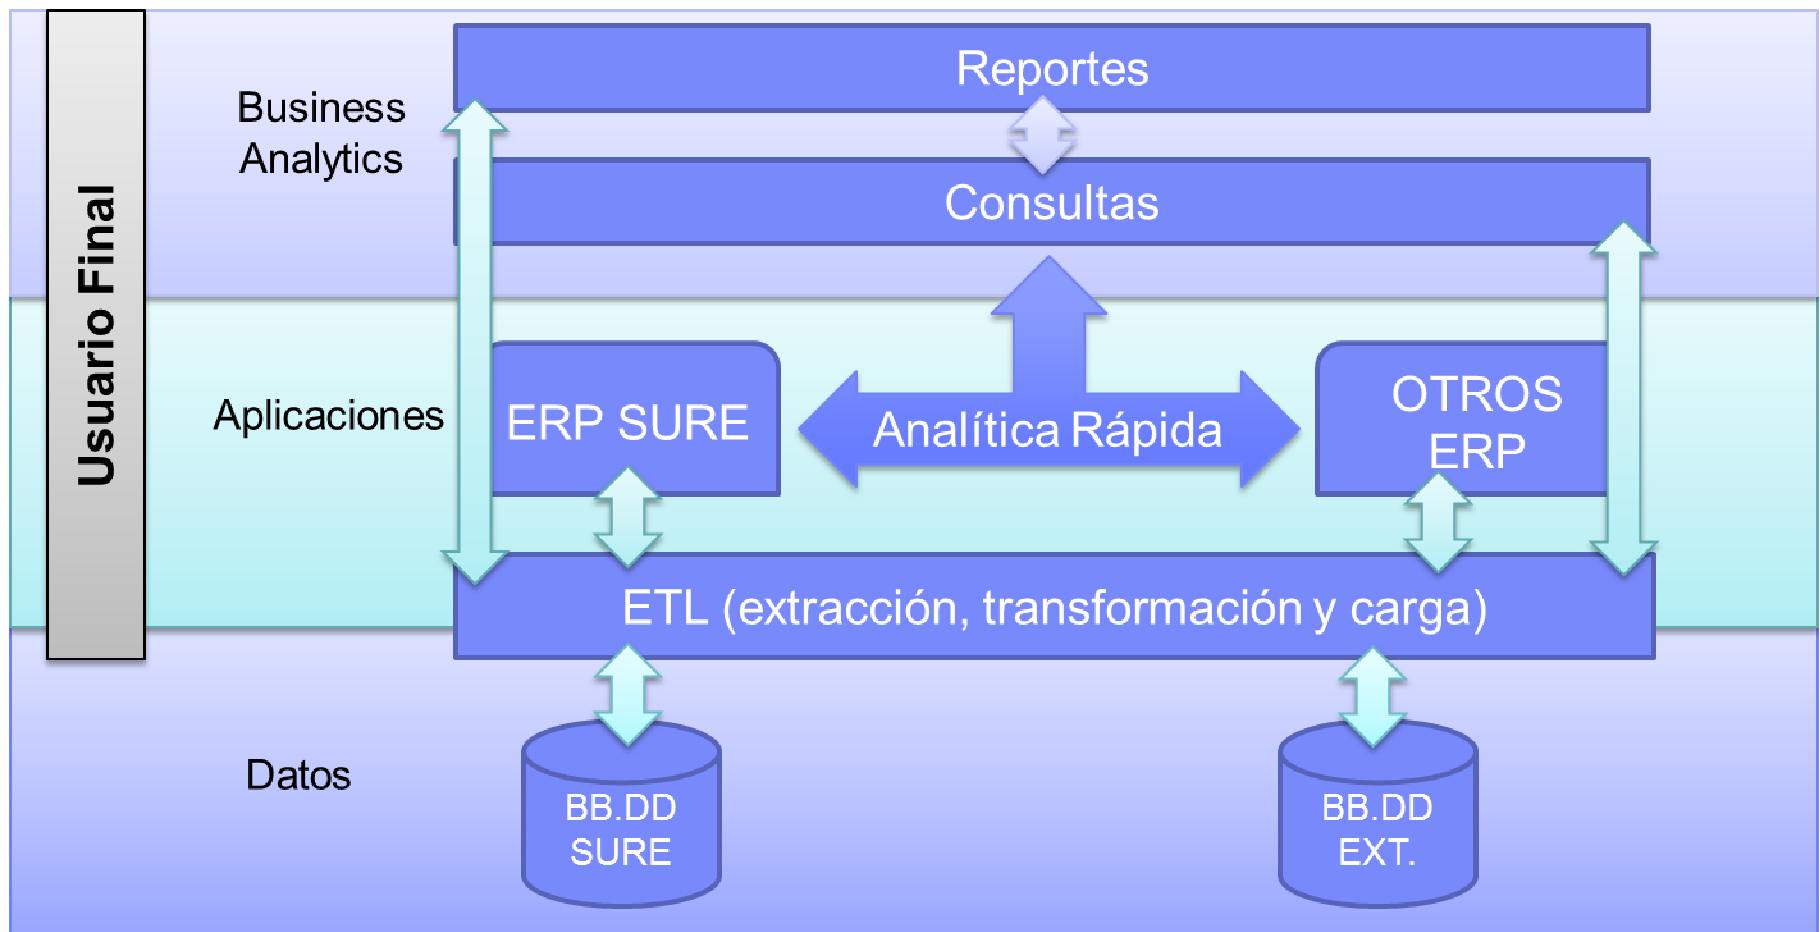 Usuario Final
Business
Analytics
Reportes
Consultas
Aplicaciones
ERP SURE
Analítica Rápida
OTROS
ERP
ETL (extracción, transformación y carga)
Datos
BB.DD
SURE
BB.DD
EXT.